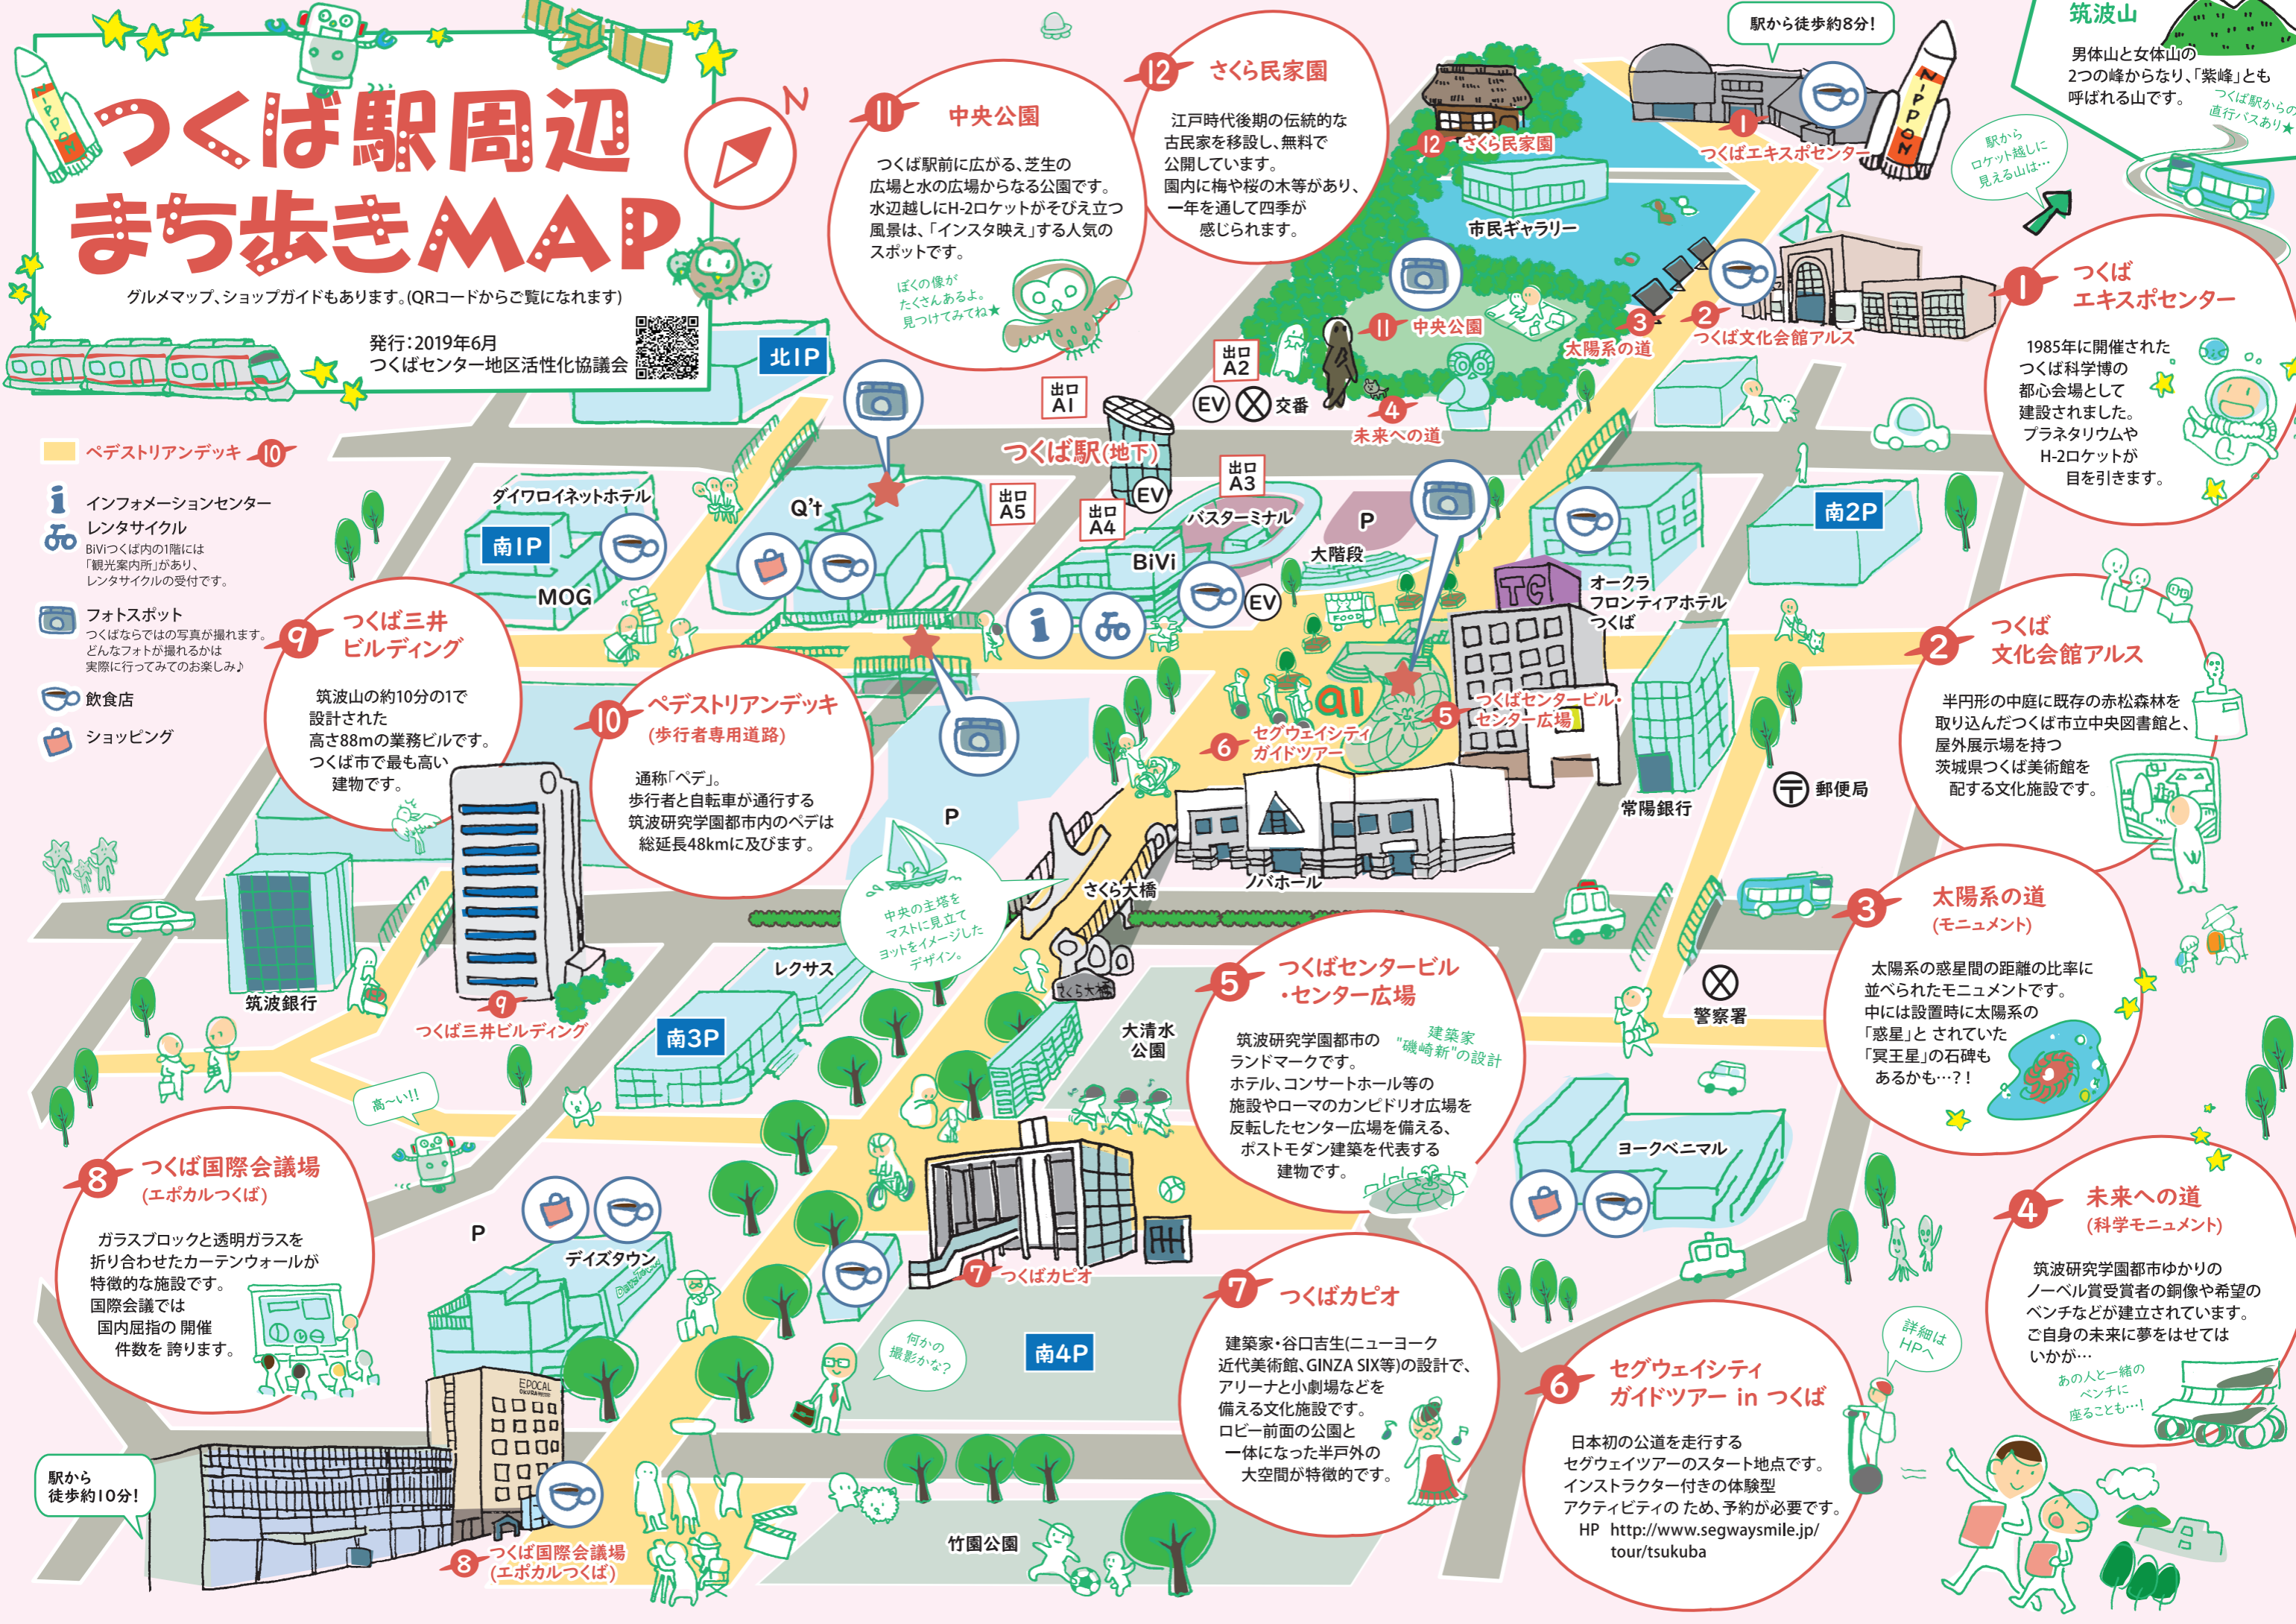 つくば駅周辺
まち歩きMAP
グルメマップ、ショップガイドもあります。(QRコードからご覧になれます)
発行：2019年6月
つくばセンター地区活性化協議会
NIPPON
N
ペデストリアンデッキ 10
インフォメーションセンター
レンタサイクル
BiViつくば内の1階には
「観光案内所」があり、
レンタサイクルの受付です。
フォトスポット
つくばならではの写真が撮れます。
どんなフォトが撮れるかは
実際に行ってみてのお楽しみ♪
飲食店
ショッピング
11 中央公園
つくば駅前に広がる、芝生の
広場と水の広場からなる公園です。
水辺越しにH-2ロケットがそびえ立つ
風景は、「インスタ映え」する人気の
スポットです。
ぼくの像が
たくさんあるよ。
見つけてみてね★
12 さくら民家園
江戸時代後期の伝統的な
古民家を移設し、無料で
公開しています。
園内に梅や桜の木等があり、
一年を通して四季が
感じられます。
駅から徒歩約8分！
NIPPON
筑波山
男体山と女体山の
2つの峰からなり、「紫峰」とも
呼ばれる山です。
つくば駅からの
直行バスあり★
駅から
ロケット越しに
見える山は…
12 さくら民家園
1
つくばエキスポセンター
市民ギャラリー
11 中央公園
3
太陽系の道
2
つくば文化会館アルス
4
未来への道
1 つくば
エキスポセンター
1985年に開催された
つくば科学博の
都心会場として
建設されました。
プラネタリウムや
H-2ロケットが
目を引きます。
北1P
出口
A1
出口
A2
EV
交番
つくば駅(地下)
EV
出口
A3
出口
A4
出口
A5
ダイワロイネットホテル
南1P
MOG
Q't
バスターミナル
BiVi
P
大階段
EV
i
FOOD
TC
オークラ
フロンティアホテル
つくば
南2P
5
つくばセンタービル・
センター広場
6 セグウェイシティ
ガイドツアー
常陽銀行
郵便局
ノバホール
さくら大橋
さくら大橋
P
中央の主塔を
マストに見立て
ヨットをイメージした
デザイン。
9 つくば三井
ビルディング
筑波山の約10分の1で
設計された
高さ88mの業務ビルです。
つくば市で最も高い
建物です。
10 ペデストリアンデッキ
(歩行者専用道路)
通称「ペデ」。
歩行者と自転車が通行する
筑波研究学園都市内のペデは
総延長48kmに及びます。
2 つくば
文化会館アルス
半円形の中庭に既存の赤松森林を
取り込んだつくば市立中央図書館と、
屋外展示場を持つ
茨城県つくば美術館を
配する文化施設です。
筑波銀行
9
つくば三井ビルディング
レクサス
南3P
大清水
公園
警察署
3 太陽系の道
(モニュメント)
太陽系の惑星間の距離の比率に
並べられたモニュメントです。
中には設置時に太陽系の
「惑星」と されていた
「冥王星」の石碑も
あるかも…？！
5 つくばセンタービル
・センター広場
筑波研究学園都市の
ランドマークです。
ホテル、コンサートホール等の
施設やローマのカンピドリオ広場を
反転したセンター広場を備える、
ポストモダン建築を代表する
建物です。
建築家
"磯崎新"の設計
高〜い!!
8 つくば国際会議場
(エポカルつくば)
ガラスブロックと透明ガラスを
折り合わせたカーテンウォールが
特徴的な施設です。
国際会議では
国内屈指の 開催
件数を 誇ります。
P
デイズタウン
7 つくばカピオ
ヨークベニマル
4 未来への道
(科学モニュメント)
筑波研究学園都市ゆかりの
ノーベル賞受賞者の銅像や希望の
ベンチなどが建立されています。
ご自身の未来に夢をはせては
いかが…
あの人と一緒の
ベンチに
座ることも…！
7 つくばカピオ
建築家・谷口吉生(ニューヨーク
近代美術館、GINZA SIX等)の設計で、
アリーナと小劇場などを
備える文化施設です。
ロビー前面の公園と
一体になった半戸外の
大空間が特徴的です。
何かの
撮影かな？
南4P
6 セグウェイシティ
ガイドツアー in つくば
日本初の公道を走行する
セグウェイツアーのスタート地点です。
インストラクター付きの体験型
アクティビティの ため、予約が必要です。
HP http://www.segwaysmile.jp/
tour/tsukuba
詳細は
HPへ
EPOCAL
駅から
徒歩約10分！
8 つくば国際会議場
(エポカルつくば)
竹園公園